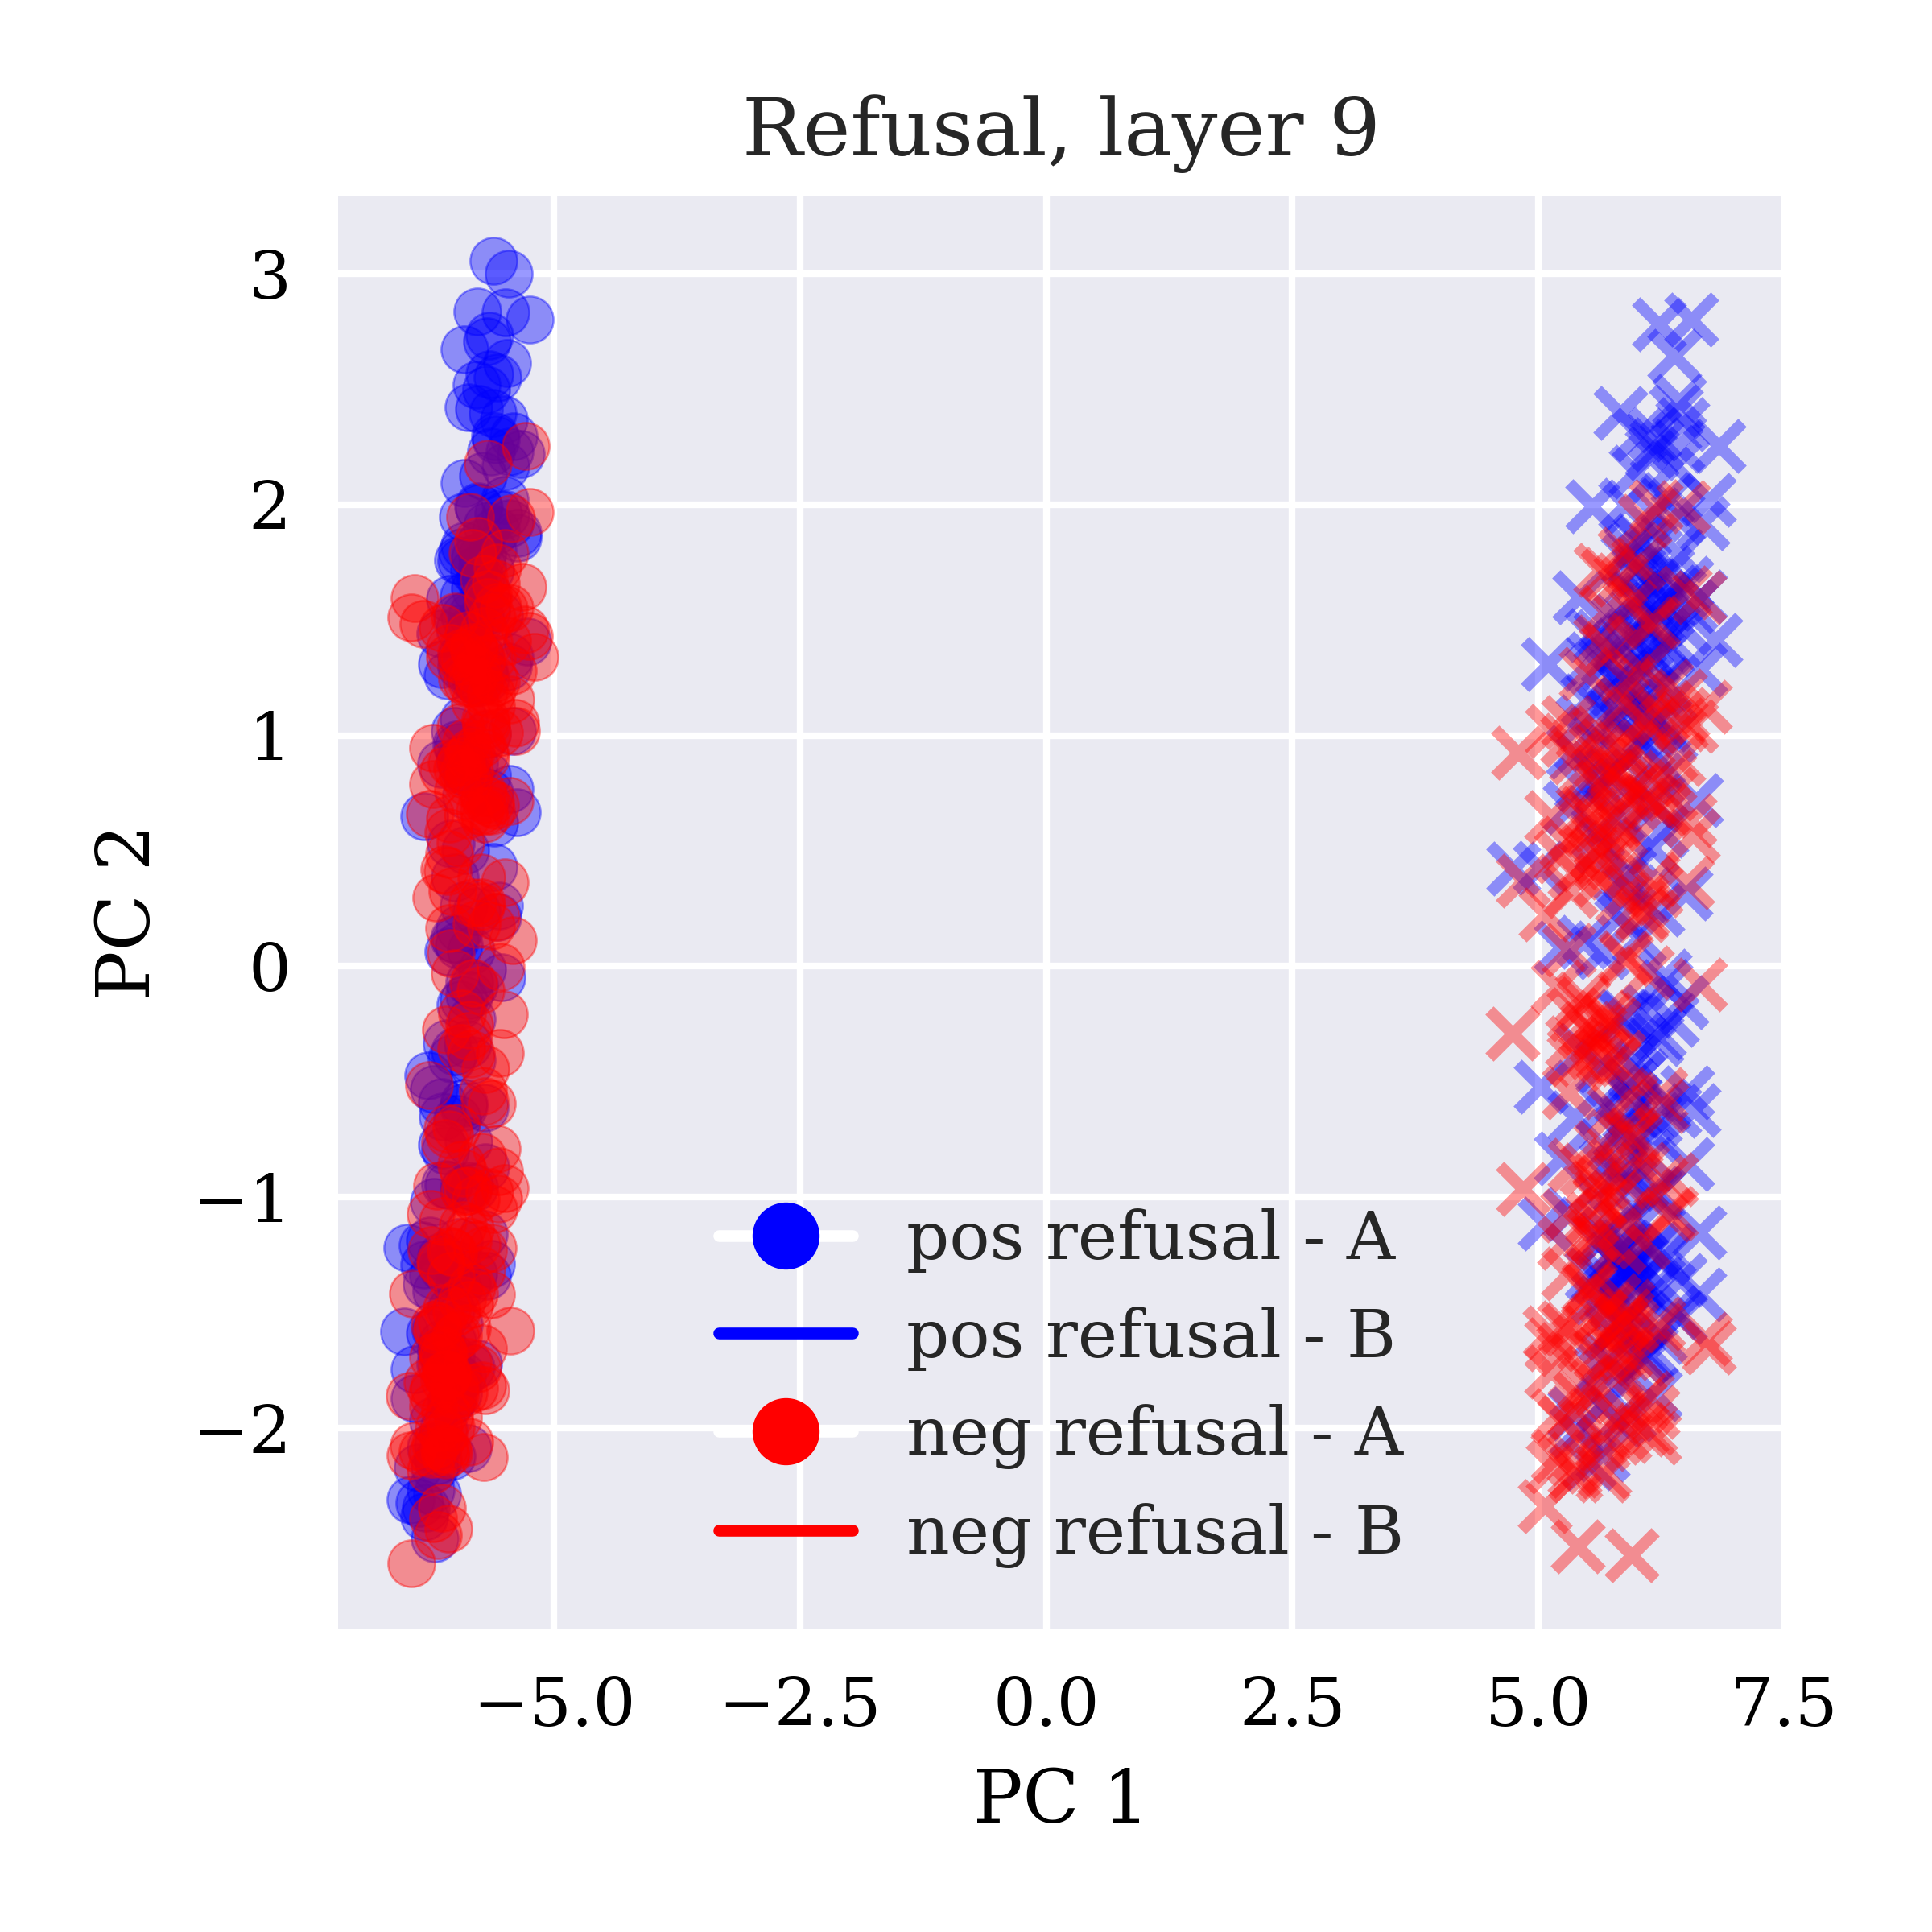 Refusal, layer 9
3
2
1
0
−1
−2
PC 2
pos refusal - A
pos refusal - B
neg refusal - A
neg refusal - B
−5.0 −2.5 0.0 2.5 5.0 7.5
PC 1